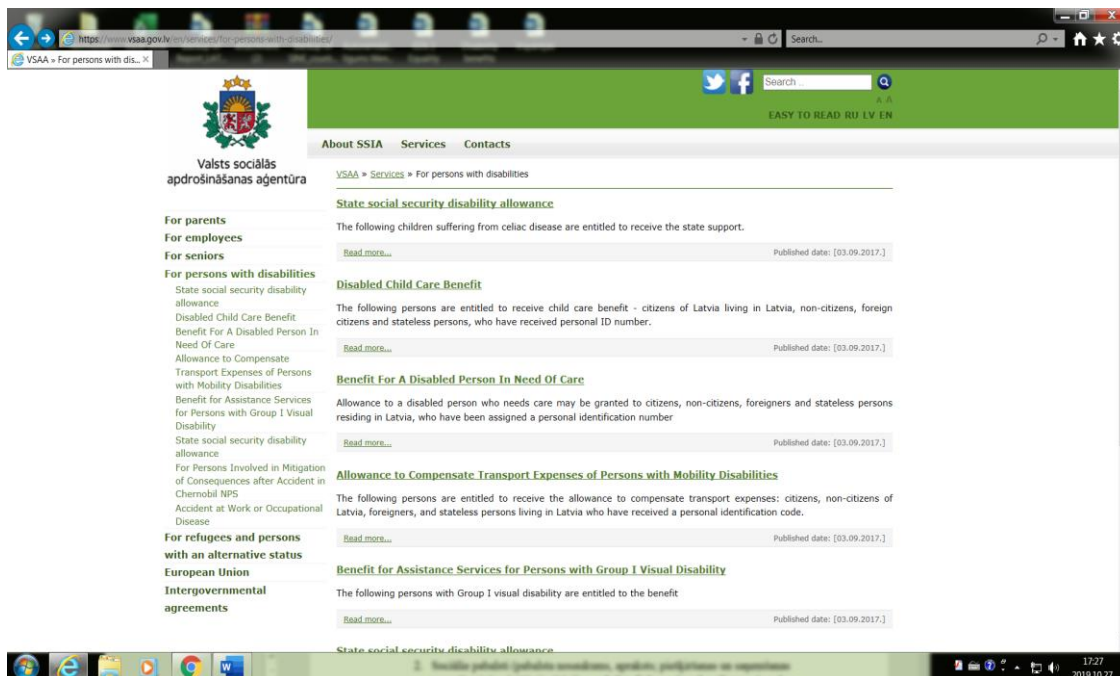 https://www.vsaa.gov.lv/en/services/for-persons-with-disabilities/
Search...
VSAA » For persons with dis...
Search ..
A A
EASY TO READ RU LV EN
About SSIA Services Contacts
Valsts sociālās
apdrošināšanas aģentūra
VSAA » Services » For persons with disabilities
For parents
For employees
For seniors
For persons with disabilities
State social security disability
allowance
Disabled Child Care Benefit
Benefit For A Disabled Person In
Need Of Care
Allowance to Compensate
Transport Expenses of Persons
with Mobility Disabilities
Benefit for Assistance Services
for Persons with Group I Visual
Disability
State social security disability
allowance
For Persons Involved in Mitigation
of Consequences after Accident in
Chernobil NPS
Accident at Work or Occupational
Disease
For refugees and persons
with an alternative status
European Union
Intergovernmental
agreements
State social security disability allowance
The following children suffering from celiac disease are entitled to receive the state support.
Read more... Published date: [03.09.2017.]
Disabled Child Care Benefit
The following persons are entitled to receive child care benefit - citizens of Latvia living in Latvia, non-citizens, foreign
citizens and stateless persons, who have received personal ID number.
Read more... Published date: [03.09.2017.]
Benefit For A Disabled Person In Need Of Care
Allowance to a disabled person who needs care may be granted to citizens, non-citizens, foreigners and stateless persons
residing in Latvia, who have been assigned a personal identification number
Read more... Published date: [03.09.2017.]
Allowance to Compensate Transport Expenses of Persons with Mobility Disabilities
The following persons are entitled to receive the allowance to compensate transport expenses: citizens, non-citizens of
Latvia, foreigners, and stateless persons living in Latvia who have received a personal identification code.
Read more... Published date: [03.09.2017.]
Benefit for Assistance Services for Persons with Group I Visual Disability
The following persons with Group I visual disability are entitled to the benefit
Read more... Published date: [03.09.2017.]
State social security disability allowance
17:27
2019.10.27